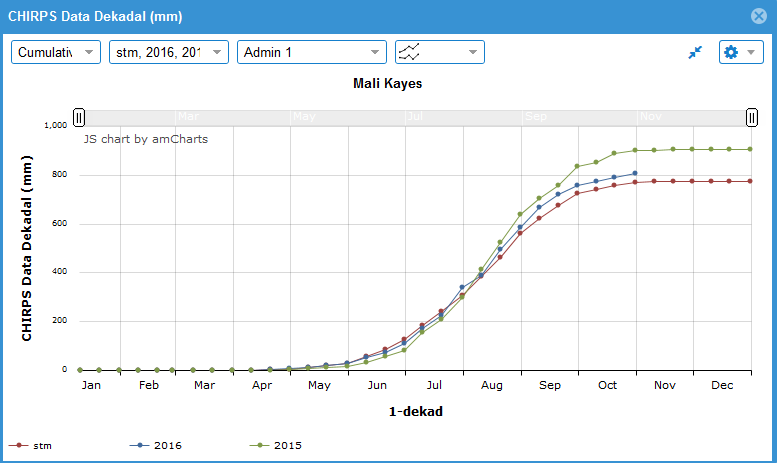 CHIRPS Data Dekadal (mm)
Cumulativ stm, 2016, 201 Admin 1
Mali Kayes
Mar May Jul Sep Nov
JS chart by amCharts
CHIRPS Data Dekadal (mm)
1,000
800
600
400
200
0
Jan Feb Mar Apr May Jun Jul Aug Sep Oct Nov Dec
1-dekad
stm 2016 2015